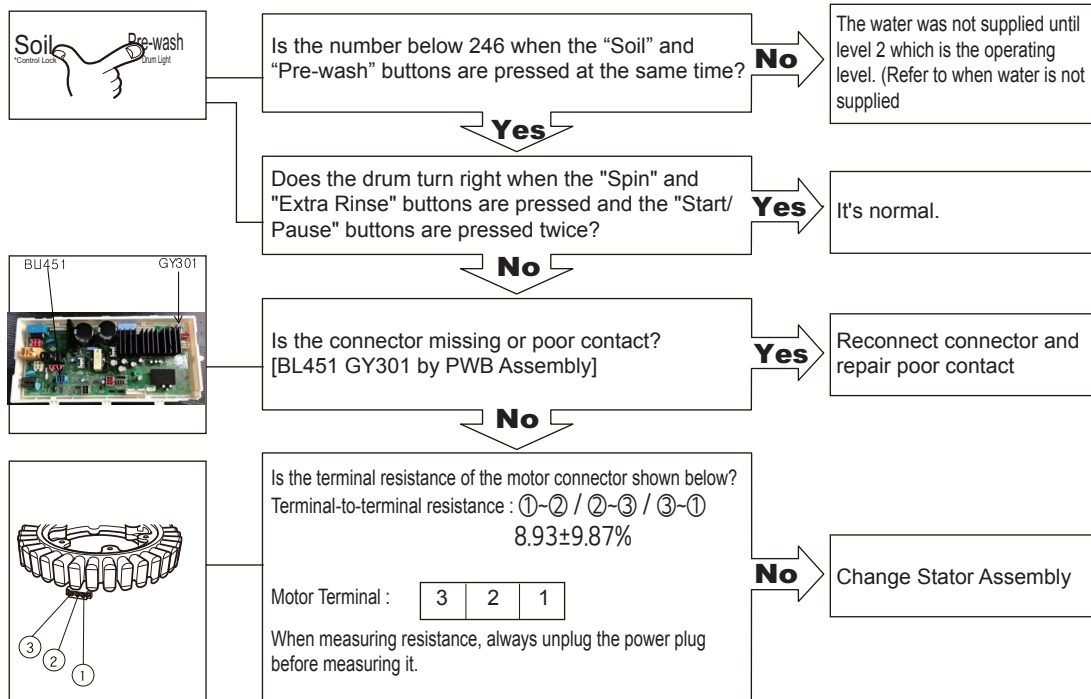 Soil
*Control Lock
Pre-wash
Drum Light
Is the number below 246 when the “Soil” and
“Pre-wash” buttons are pressed at the same time?
No
The water was not supplied until
level 2 which is the operating
level. (Refer to when water is not
supplied
Yes
Does the drum turn right when the "Spin" and
"Extra Rinse" buttons are pressed and the "Start/
Pause" buttons are pressed twice?
Yes
It's normal.
No
BL451
GY301
Is the connector missing or poor contact?
[BL451 GY301 by PWB Assembly]
Yes
Reconnect connector and
repair poor contact
No
Is the terminal resistance of the motor connector shown below?
Terminal-to-terminal resistance : ①~② / ②~③ / ③~①
8.93±9.87%
Motor Terminal : 3 2 1
When measuring resistance, always unplug the power plug
before measuring it.
3
2
1
No
Change Stator Assembly